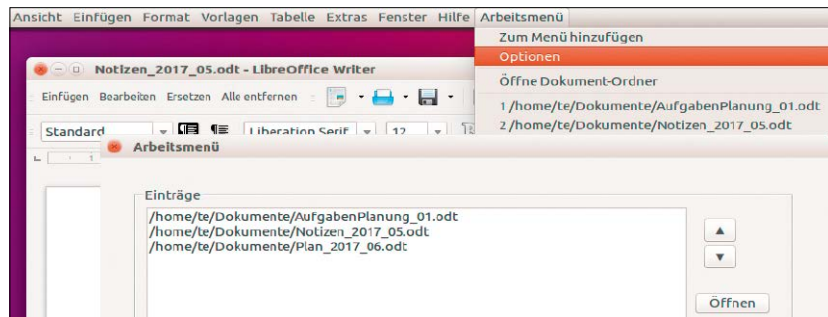 Ansicht Einfügen Format Vorlagen Tabelle Extras Fenster Hilfe Arbeitsmenü
Zum Menü hinzufügen
Optionen
Öffne Dokument-Ordner
1 /home/te/Dokumente/AufgabenPlanung_01.odt
2 /home/te/Dokumente/Notizen_2017_05.odt
Notizen_2017_05.odt - LibreOffice Writer
Einfügen Bearbeiten Ersetzen Alle entfernen
Standard Liberation Serif 12
1
Arbeitsmenü
Einträge
/home/te/Dokumente/AufgabenPlanung_01.odt
/home/te/Dokumente/Notizen_2017_05.odt
/home/te/Dokumente/Plan_2017_06.odt
Öffnen